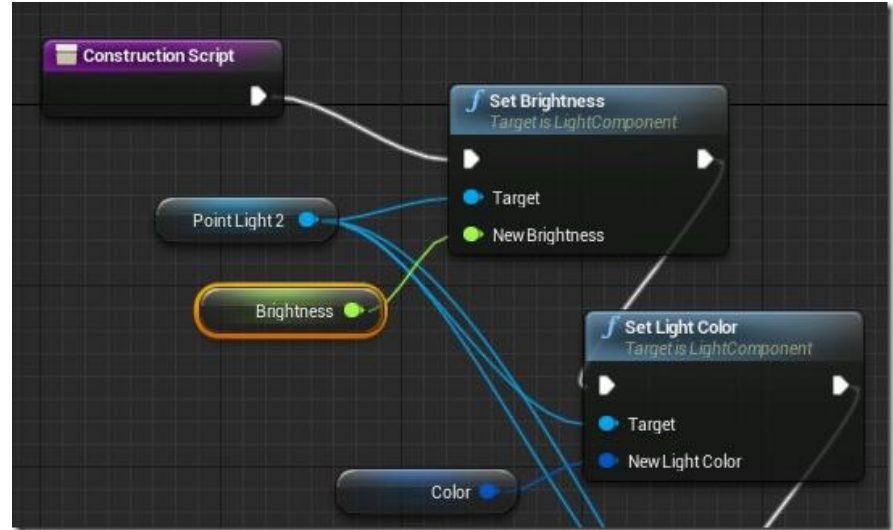 Construction Script
f Set Brightness
Target is LightComponent
Target
New Brightness
Point Light 2
Brightness
f Set Light Color
Target is LightComponent
Target
New Light Color
Color